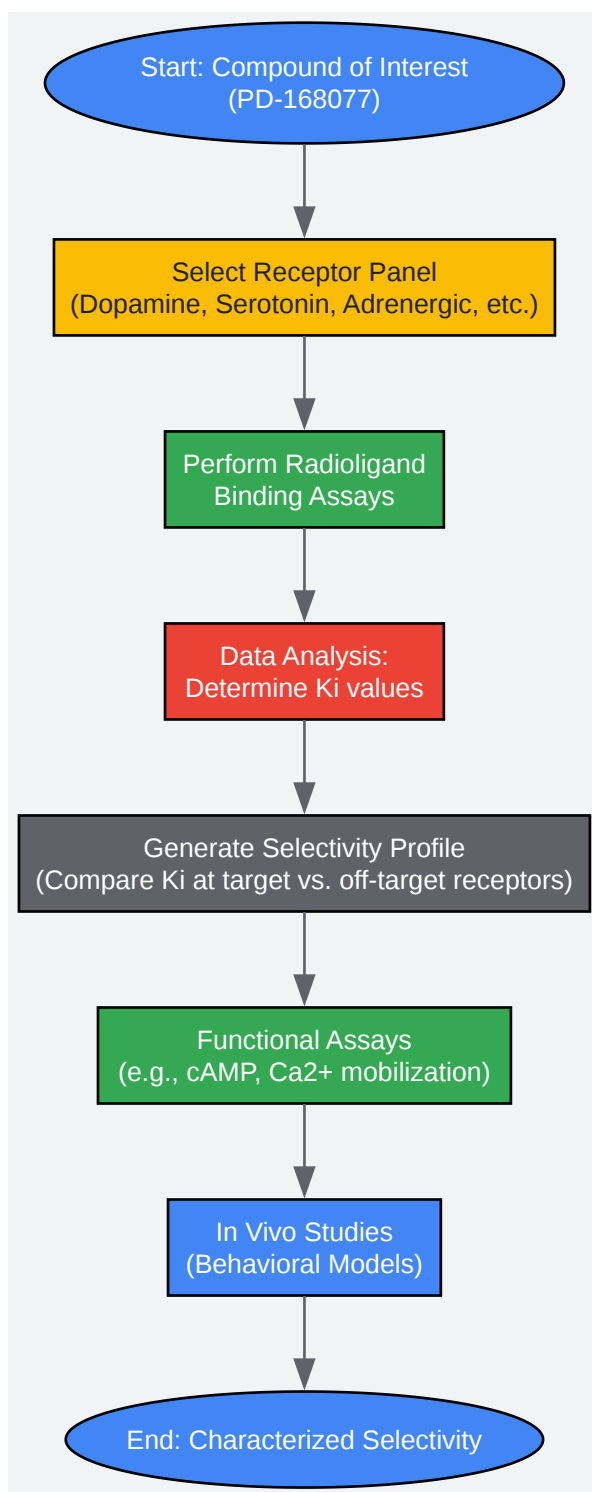 Start: Compound of Interest
(PD-168077)
Select Receptor Panel
(Dopamine, Serotonin, Adrenergic, etc.)
Perform Radioligand
Binding Assays
Data Analysis:
Determine Ki values
Generate Selectivity Profile
(Compare Ki at target vs. off-target receptors)
Functional Assays
(e.g., cAMP, Ca2+ mobilization)
In Vivo Studies
(Behavioral Models)
End: Characterized Selectivity